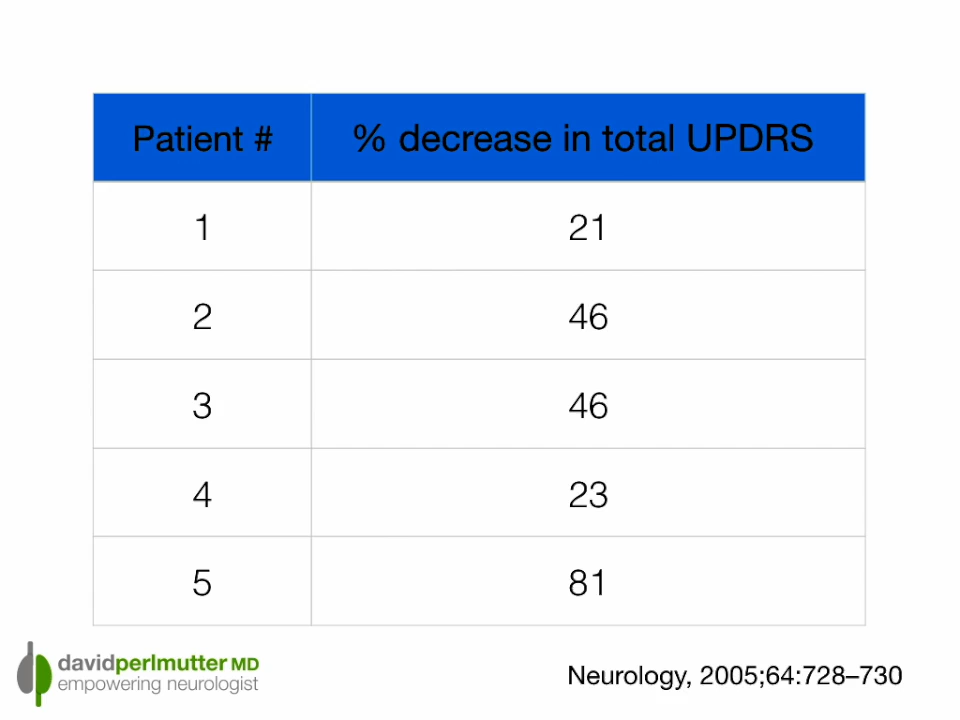 Patient # % decrease in total UPDRS
1 21
2 46
3 46
4 23
5 81
davidperlmutter MD
empowering neurologist
Neurology, 2005;64:728–730